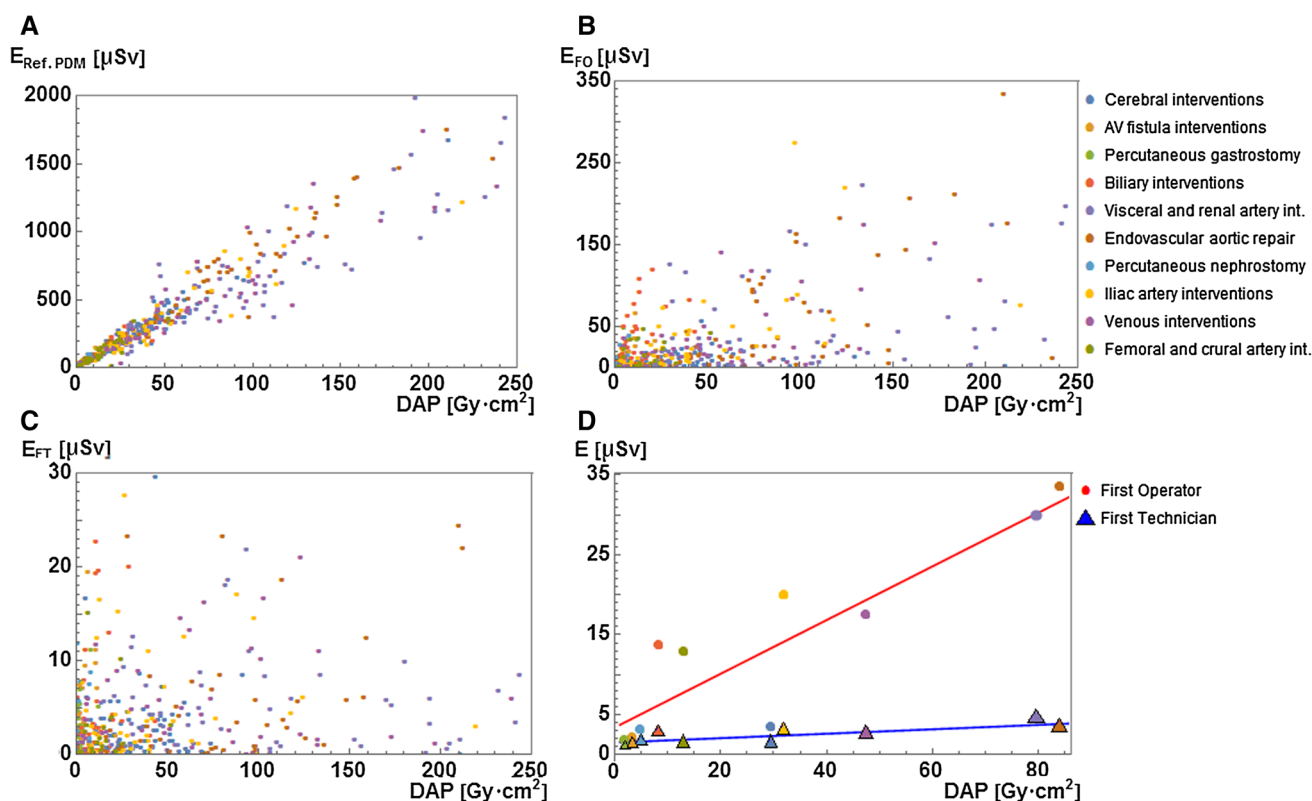 A
E_Ref. PDM [μSv]
2000
1500
1000
500
0
0 50 100 150 200 250
DAP [Gy·cm²]
B
E_FO [μSv]
350
250
150
50
0
0 50 100 150 200 250
DAP [Gy·cm²]
Cerebral interventions
AV fistula interventions
Percutaneous gastrostomy
Biliary interventions
Visceral and renal artery int.
Endovascular aortic repair
Percutaneous nephrostomy
Iliac artery interventions
Venous interventions
Femoral and crural artery int.
C
E_FT [μSv]
30
20
10
0
0 50 100 150 200 250
DAP [Gy·cm²]
D
E [μSv]
35
25
15
5
0
0 20 40 60 80
DAP [Gy·cm²]
First Operator
First Technician